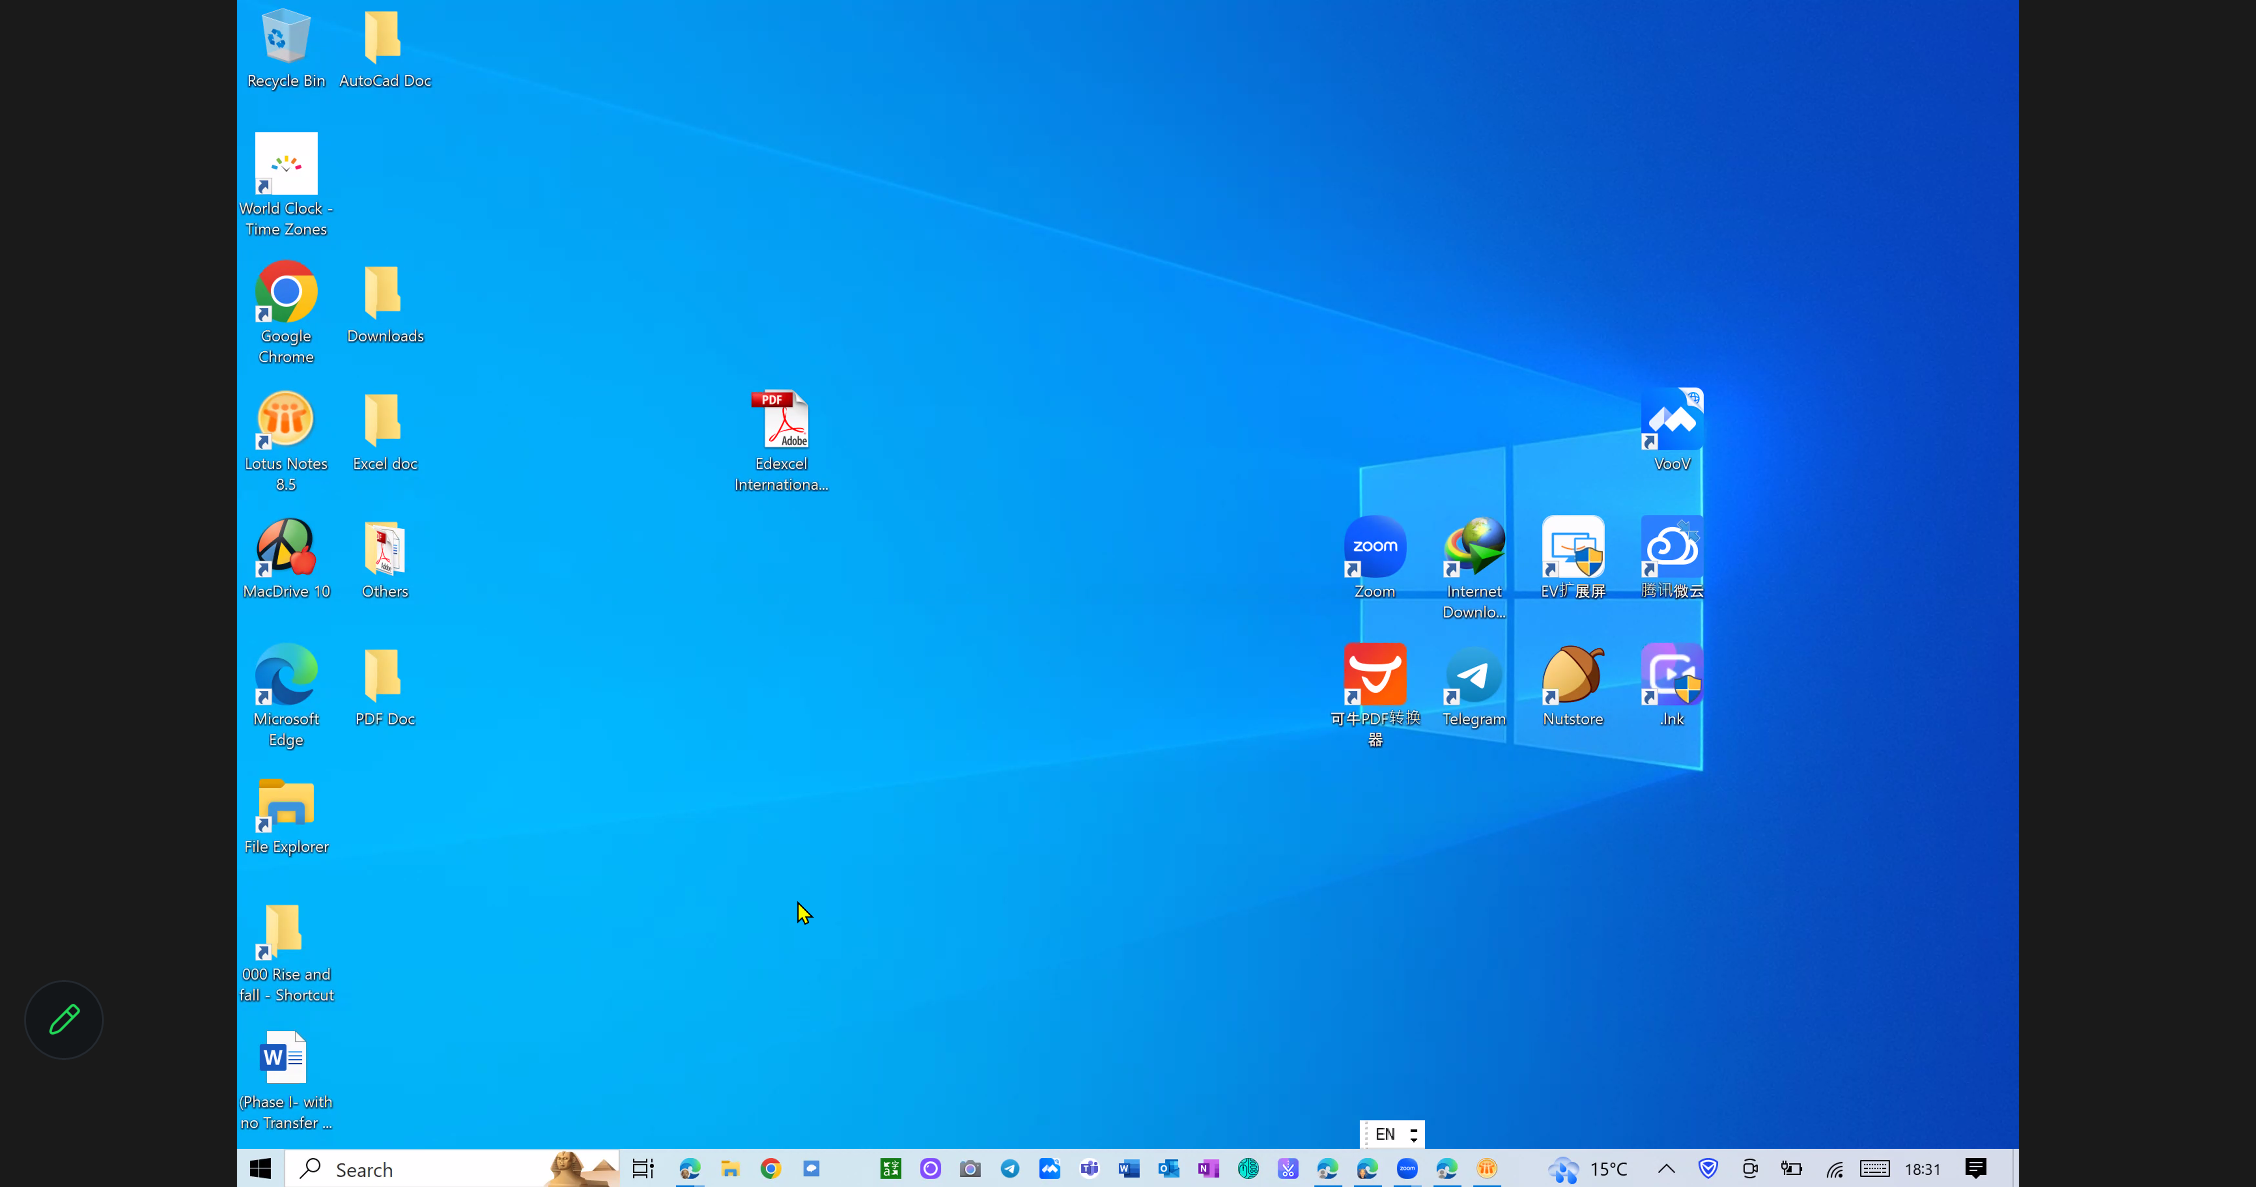 Recycle Bin
AutoCad Doc
World Clock -
Time Zones
Google
Chrome
Downloads
Lotus Notes
8.5
Excel doc
PDF
Adobe
Edexcel
Internationa...
VooV
MacDrive 10
Others
zoom
Zoom
Internet
Downlo...
EV扩展屏
腾讯微云
Microsoft
Edge
PDF Doc
可牛PDF转换
器
Telegram
Nutstore
.lnk
File Explorer
000 Rise and
fall - Shortcut
W
(Phase I- with
no Transfer ...
EN
Search
15°C
18:31